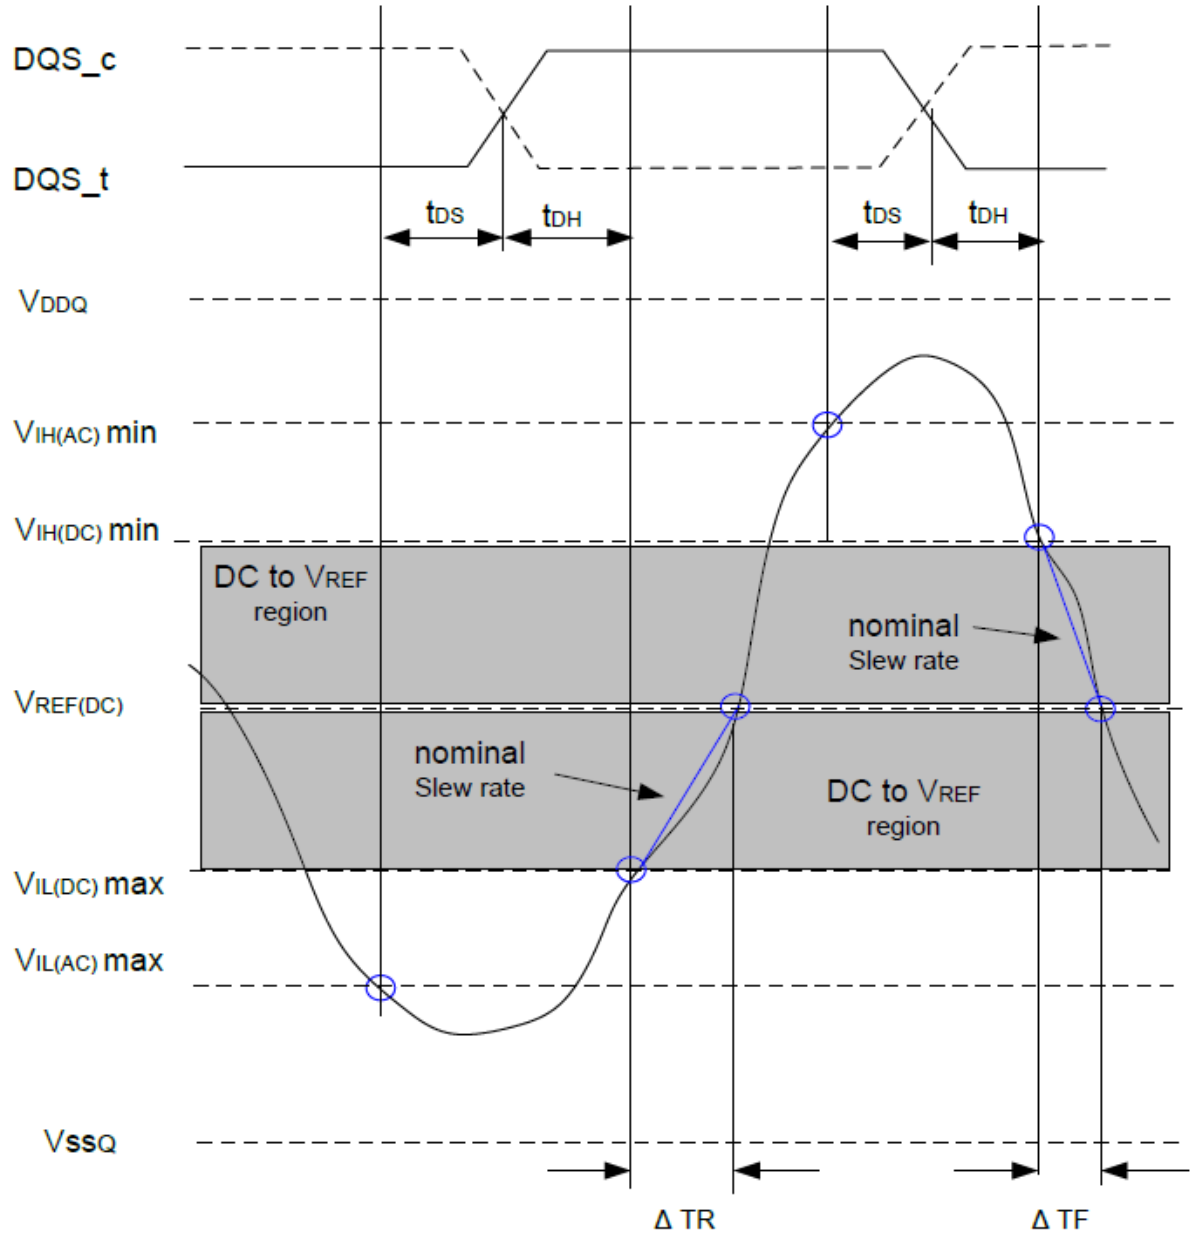 DQS_c
DQS_t
tDS
tDH
tDS
tDH
VDDQ
VIH(AC) min
VIH(DC) min
DC to VREF
region
nominal
Slew rate
VREF(DC)
nominal
Slew rate
DC to VREF
region
VIL(DC) max
VIL(AC) max
VssQ
Δ TR
Δ TF